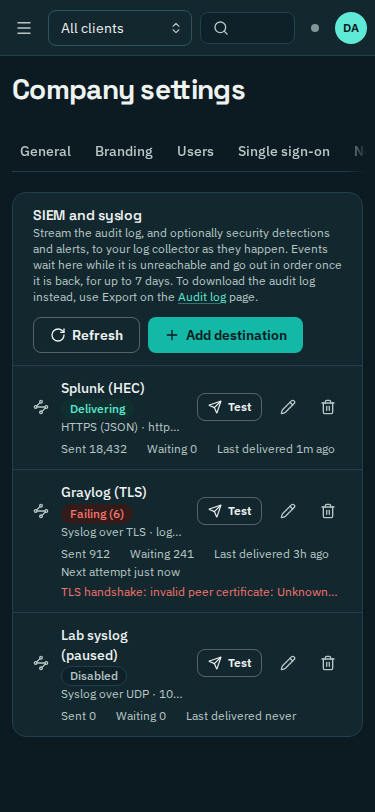 All clients
DA
Company settings
General Branding Users Single sign-on N
SIEM and syslog
Stream the audit log, and optionally security detections
and alerts, to your log collector as they happen. Events
wait here while it is unreachable and go out in order once
it is back, for up to 7 days. To download the audit log
instead, use Export on the Audit log page.
Refresh
Add destination
Splunk (HEC)
Delivering
HTTPS (JSON) · http...
Test
Sent 18,432 Waiting 0 Last delivered 1m ago
Graylog (TLS)
Failing (6)
Syslog over TLS · log...
Test
Sent 912 Waiting 241 Last delivered 3h ago
Next attempt just now
TLS handshake: invalid peer certificate: Unknown...
Lab syslog
(paused)
Disabled
Syslog over UDP · 10...
Test
Sent 0 Waiting 0 Last delivered never